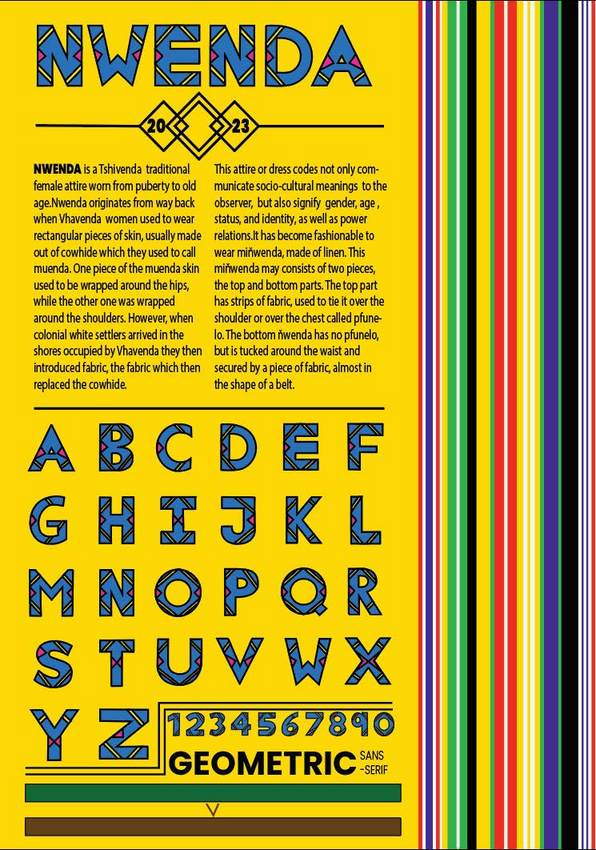 NWENDA
20 23
NWENDA is a Tshivenda traditional
female attire worn from puberty to old
age.Nwenda originates from way back
when Vhavenda women used to wear
rectangular pieces of skin, usually made
out of cowhide which they used to call
muenda. One piece of the muenda skin
used to be wrapped around the hips,
while the other one was wrapped
around the shoulders. However, when
colonial white settlers arrived in the
shores occupied by Vhavenda they then
introduced fabric, the fabric which then
replaced the cowhide.
This attire or dress codes not only com-
municate socio-cultural meanings to the
observer, but also signify gender, age ,
status, and identity, as well as power
relations.It has become fashionable to
wear miñwenda, made of linen. This
miñwenda may consists of two pieces,
the top and bottom parts. The top part
has strips of fabric, used to tie it over the
shoulder or over the chest called pfune-
lo. The bottom ñwenda has no pfunelo,
but is tucked around the waist and
secured by a piece of fabric, almost in
the shape of a belt.
A B C D E F
G H I J K L
M N O P Q R
S T U V W X
Y Z
1234567890
GEOMETRIC SANS
-SERIF